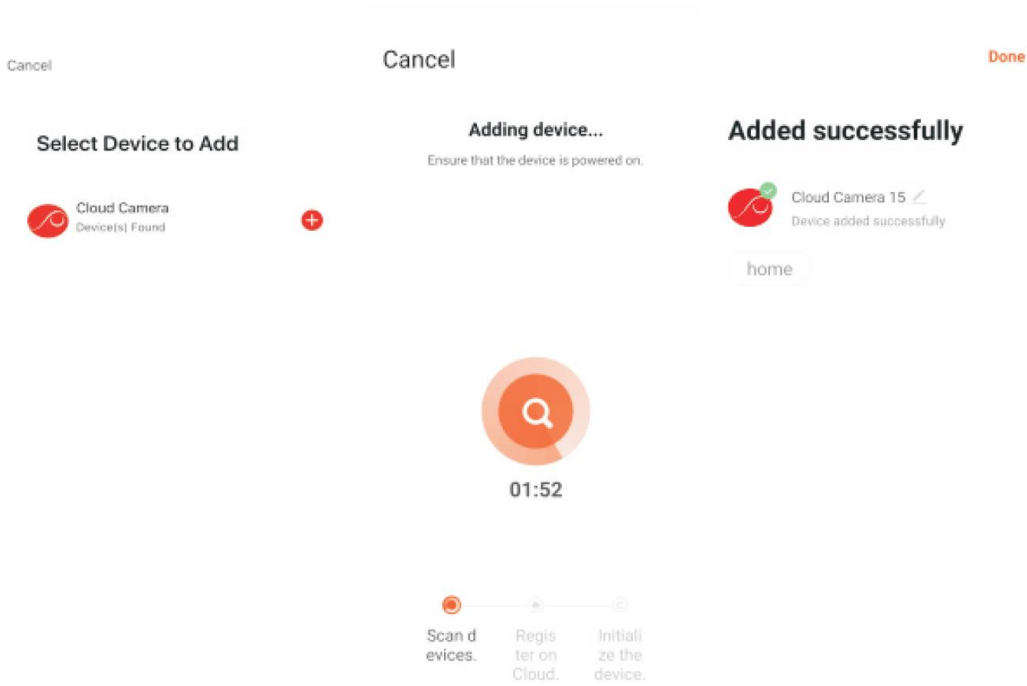 Cancel
Select Device to Add
Cloud Camera
Device(s) Found
Cancel
Adding device...
Ensure that the device is powered on.
01:52
Scan d
evices.
Regis
ter on
Cloud.
Initiali
ze the
device.
Done
Added successfully
Cloud Camera 15
Device added successfully
home